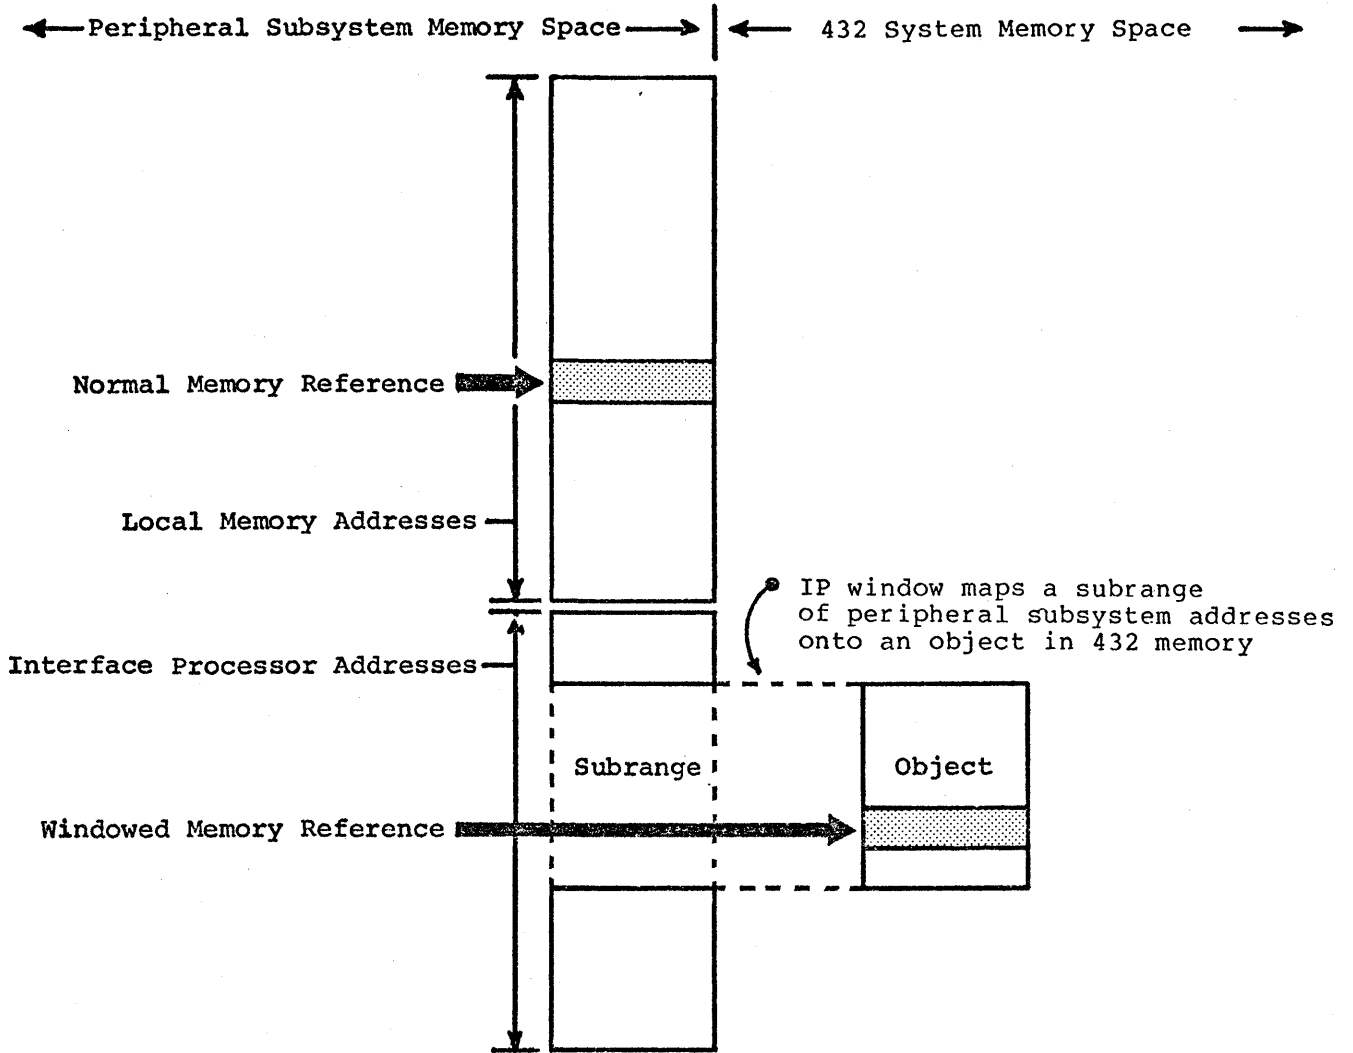 Peripheral Subsystem Memory Space
432 System Memory Space
Normal Memory Reference
Local Memory Addresses
IP window maps a subrange
of peripheral subsystem addresses
onto an object in 432 memory
Interface Processor Addresses
Subrange
Object
Windowed Memory Reference